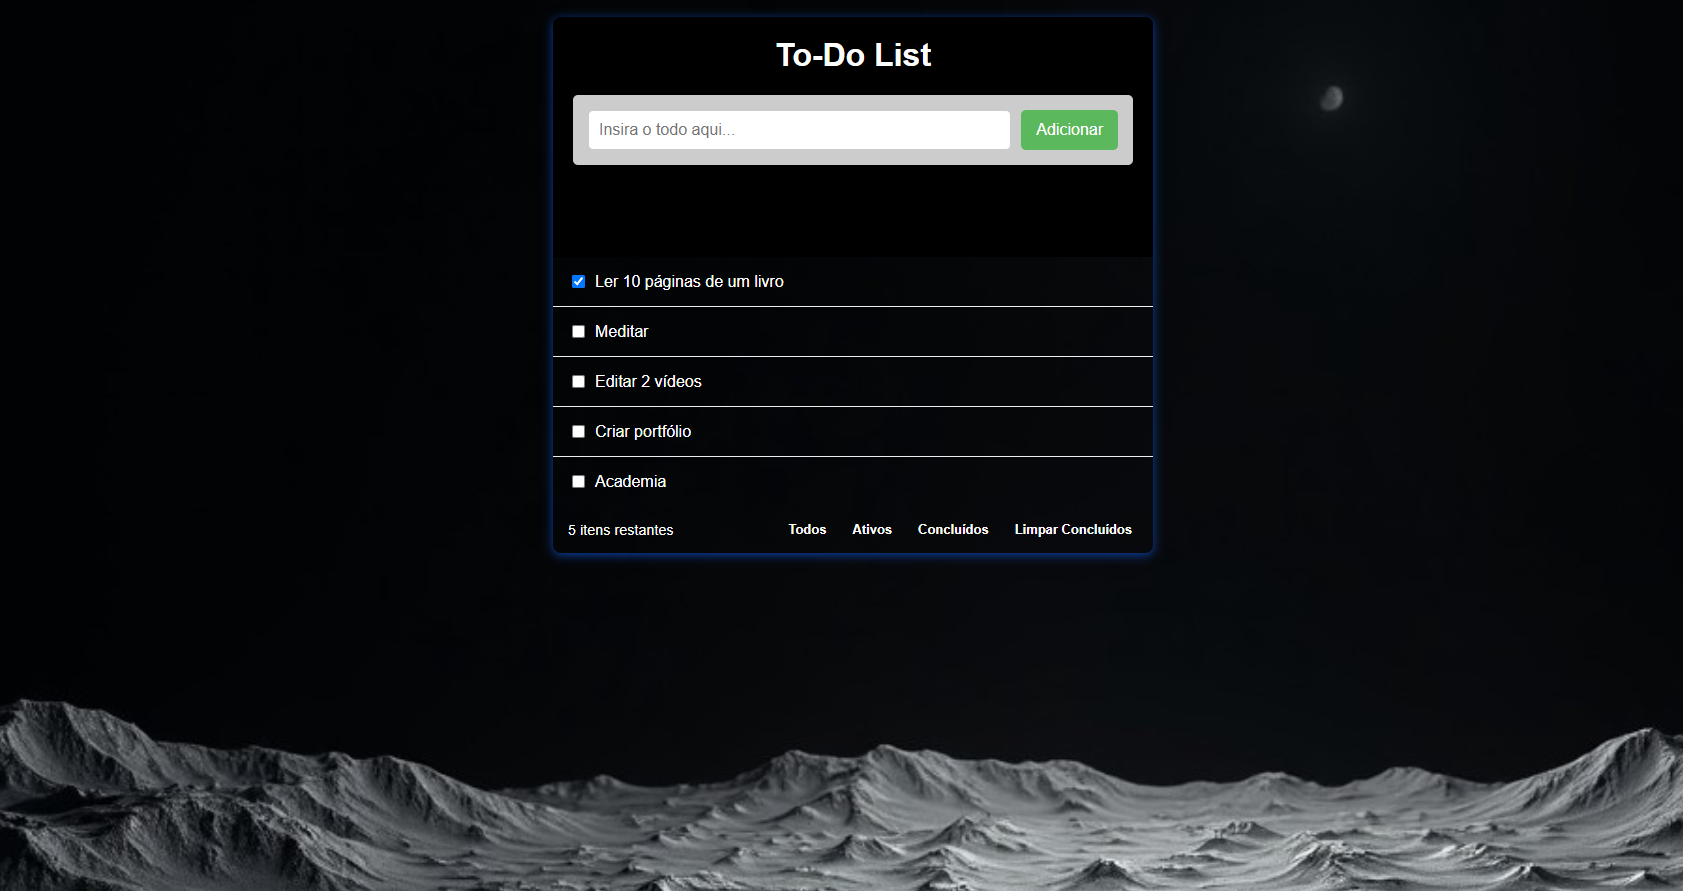 To-Do List
Insira o todo aqui...
Adicionar
Ler 10 páginas de um livro
Meditar
Editar 2 vídeos
Criar portfólio
Academia
5 itens restantes
Todos
Ativos
Concluídos
Limpar Concluídos